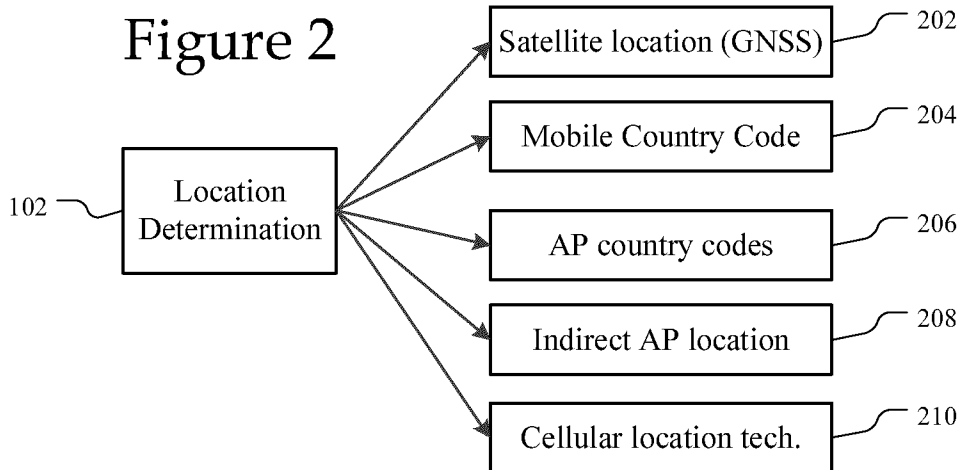 Figure 2
102
Location
Determination
Satellite location (GNSS)
202
Mobile Country Code
204
AP country codes
206
Indirect AP location
208
Cellular location tech.
210